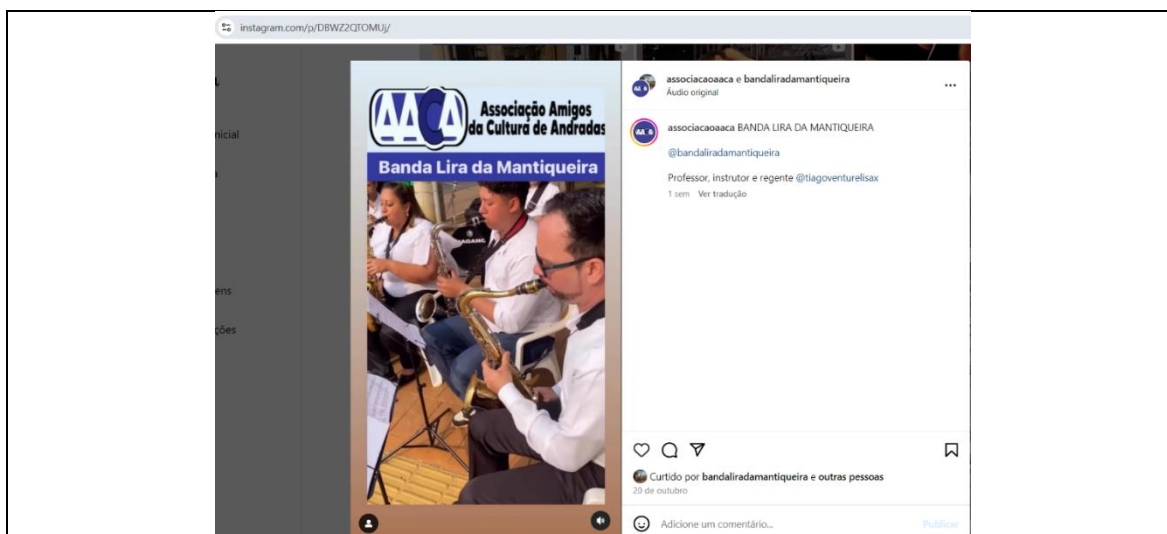 instagram.com/p/DBWZ2QTOMUj/
nicial
ens
ções
AACA
Associação Amigos
da Cultura de Andradas
Banda Lira da Mantiqueira
associacaoaaca e bandaliradamantiqueira
Áudio original
associacaoaaca BANDA LIRA DA MANTIQUEIRA
@bandaliradamantiqueira
Professor, instrutor e regente @tiagoventurelisax
1 sem Ver tradução
Curtido por bandaliradamantiqueira e outras pessoas
20 de outubro
Adicione um comentário...
Publicar